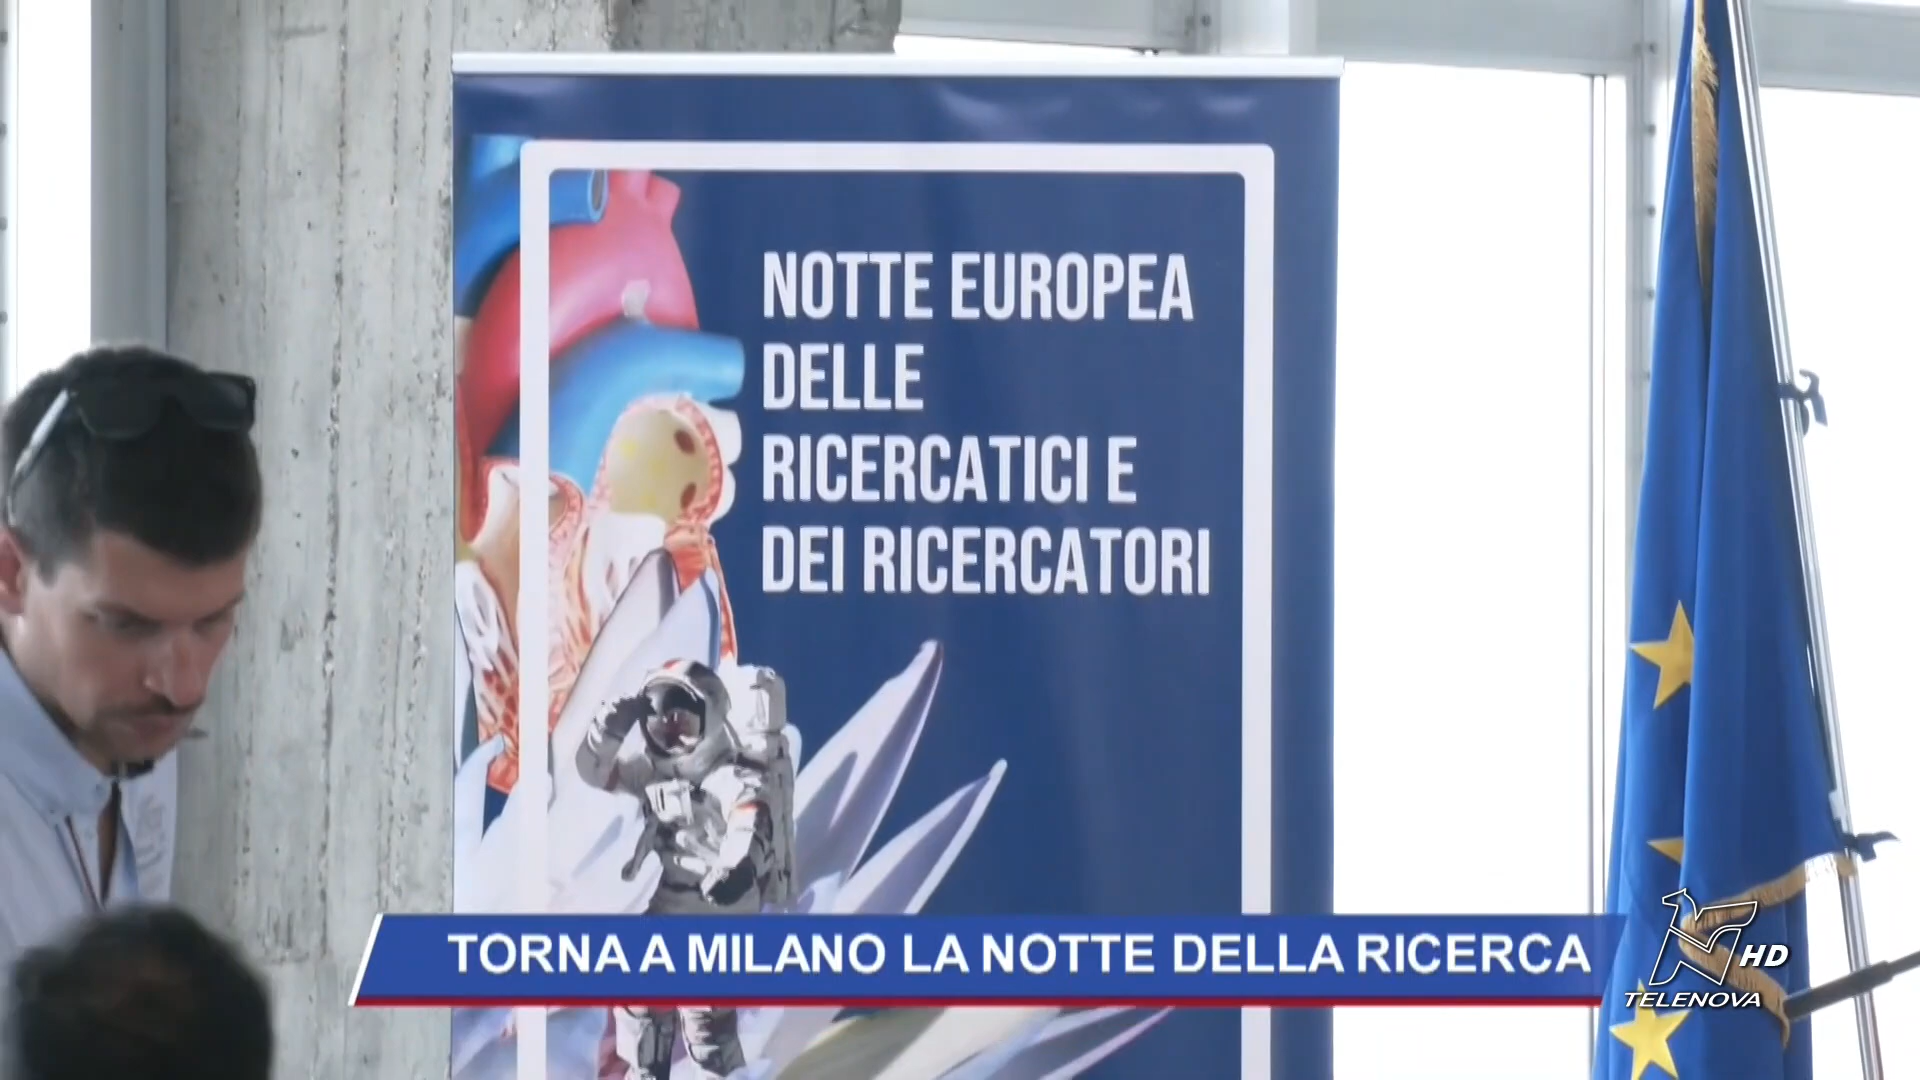 NOTTE EUROPEA
DELLE
RICERCATICI E
DEI RICERCATORI
TORNA A MILANO LA NOTTE DELLA RICERCA
HD
TELENOVA